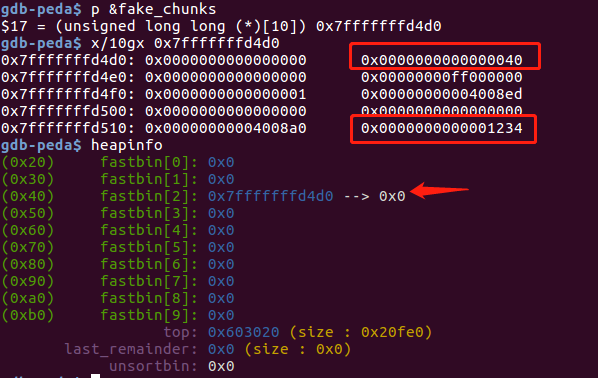 gdb-peda$ p &fake_chunks
$17 = (unsigned long long (*)[10]) 0x7fffffffd4d0
gdb-peda$ x/10gx 0x7fffffffd4d0
0x7fffffffd4d0: 0x0000000000000000 0x0000000000000040
0x7fffffffd4e0: 0x0000000000000000 0x00000000ff000000
0x7fffffffd4f0: 0x0000000000000001 0x00000000004008ed
0x7fffffffd500: 0x0000000000000000 0x0000000000000000
0x7fffffffd510: 0x00000000004008a0 0x0000000000001234
gdb-peda$ heapinfo
(0x20) fastbin[0]: 0x0
(0x30) fastbin[1]: 0x0
(0x40) fastbin[2]: 0x7fffffffd4d0 --> 0x0
(0x50) fastbin[3]: 0x0
(0x60) fastbin[4]: 0x0
(0x70) fastbin[5]: 0x0
(0x80) fastbin[6]: 0x0
(0x90) fastbin[7]: 0x0
(0xa0) fastbin[8]: 0x0
(0xb0) fastbin[9]: 0x0
top: 0x603020 (size : 0x20fe0)
last_remainder: 0x0 (size : 0x0)
unsortbin: 0x0